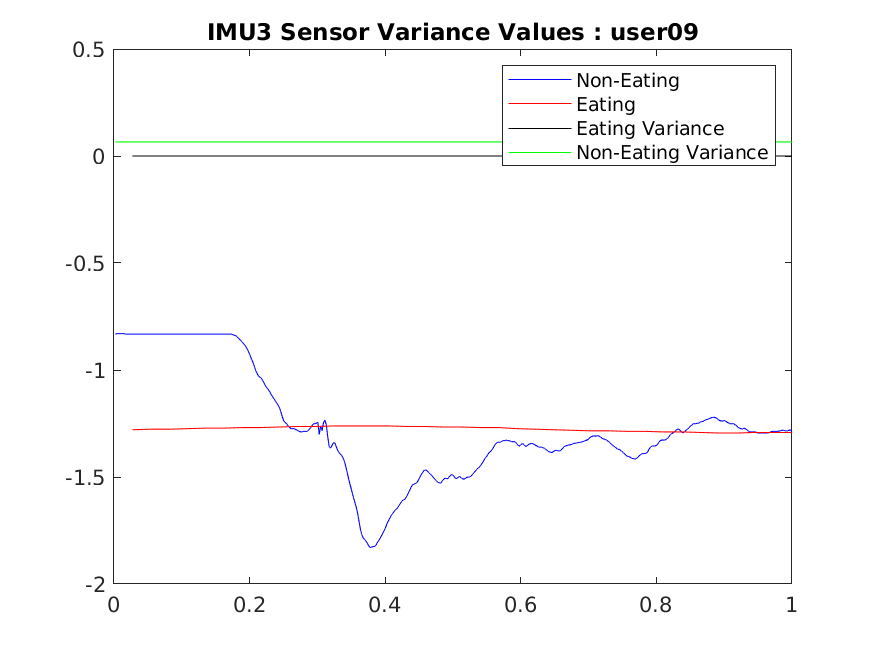 IMU3 Sensor Variance Values : user09
0.5
Non-Eating
Eating
Eating Variance
Non-Eating Variance
0
-0.5
-1
-1.5
-2
0 0.2 0.4 0.6 0.8 1